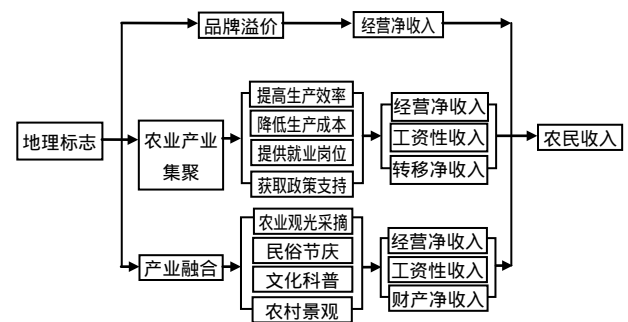 品牌溢价
经营净收入
地理标志
农业产业
集聚
提高生产效率
降低生产成本
提供就业岗位
获取政策支持
经营净收入
工资性收入
转移净收入
农民收入
产业融合
农业观光采摘
民俗节庆
文化科普
农村景观
经营净收入
工资性收入
财产净收入